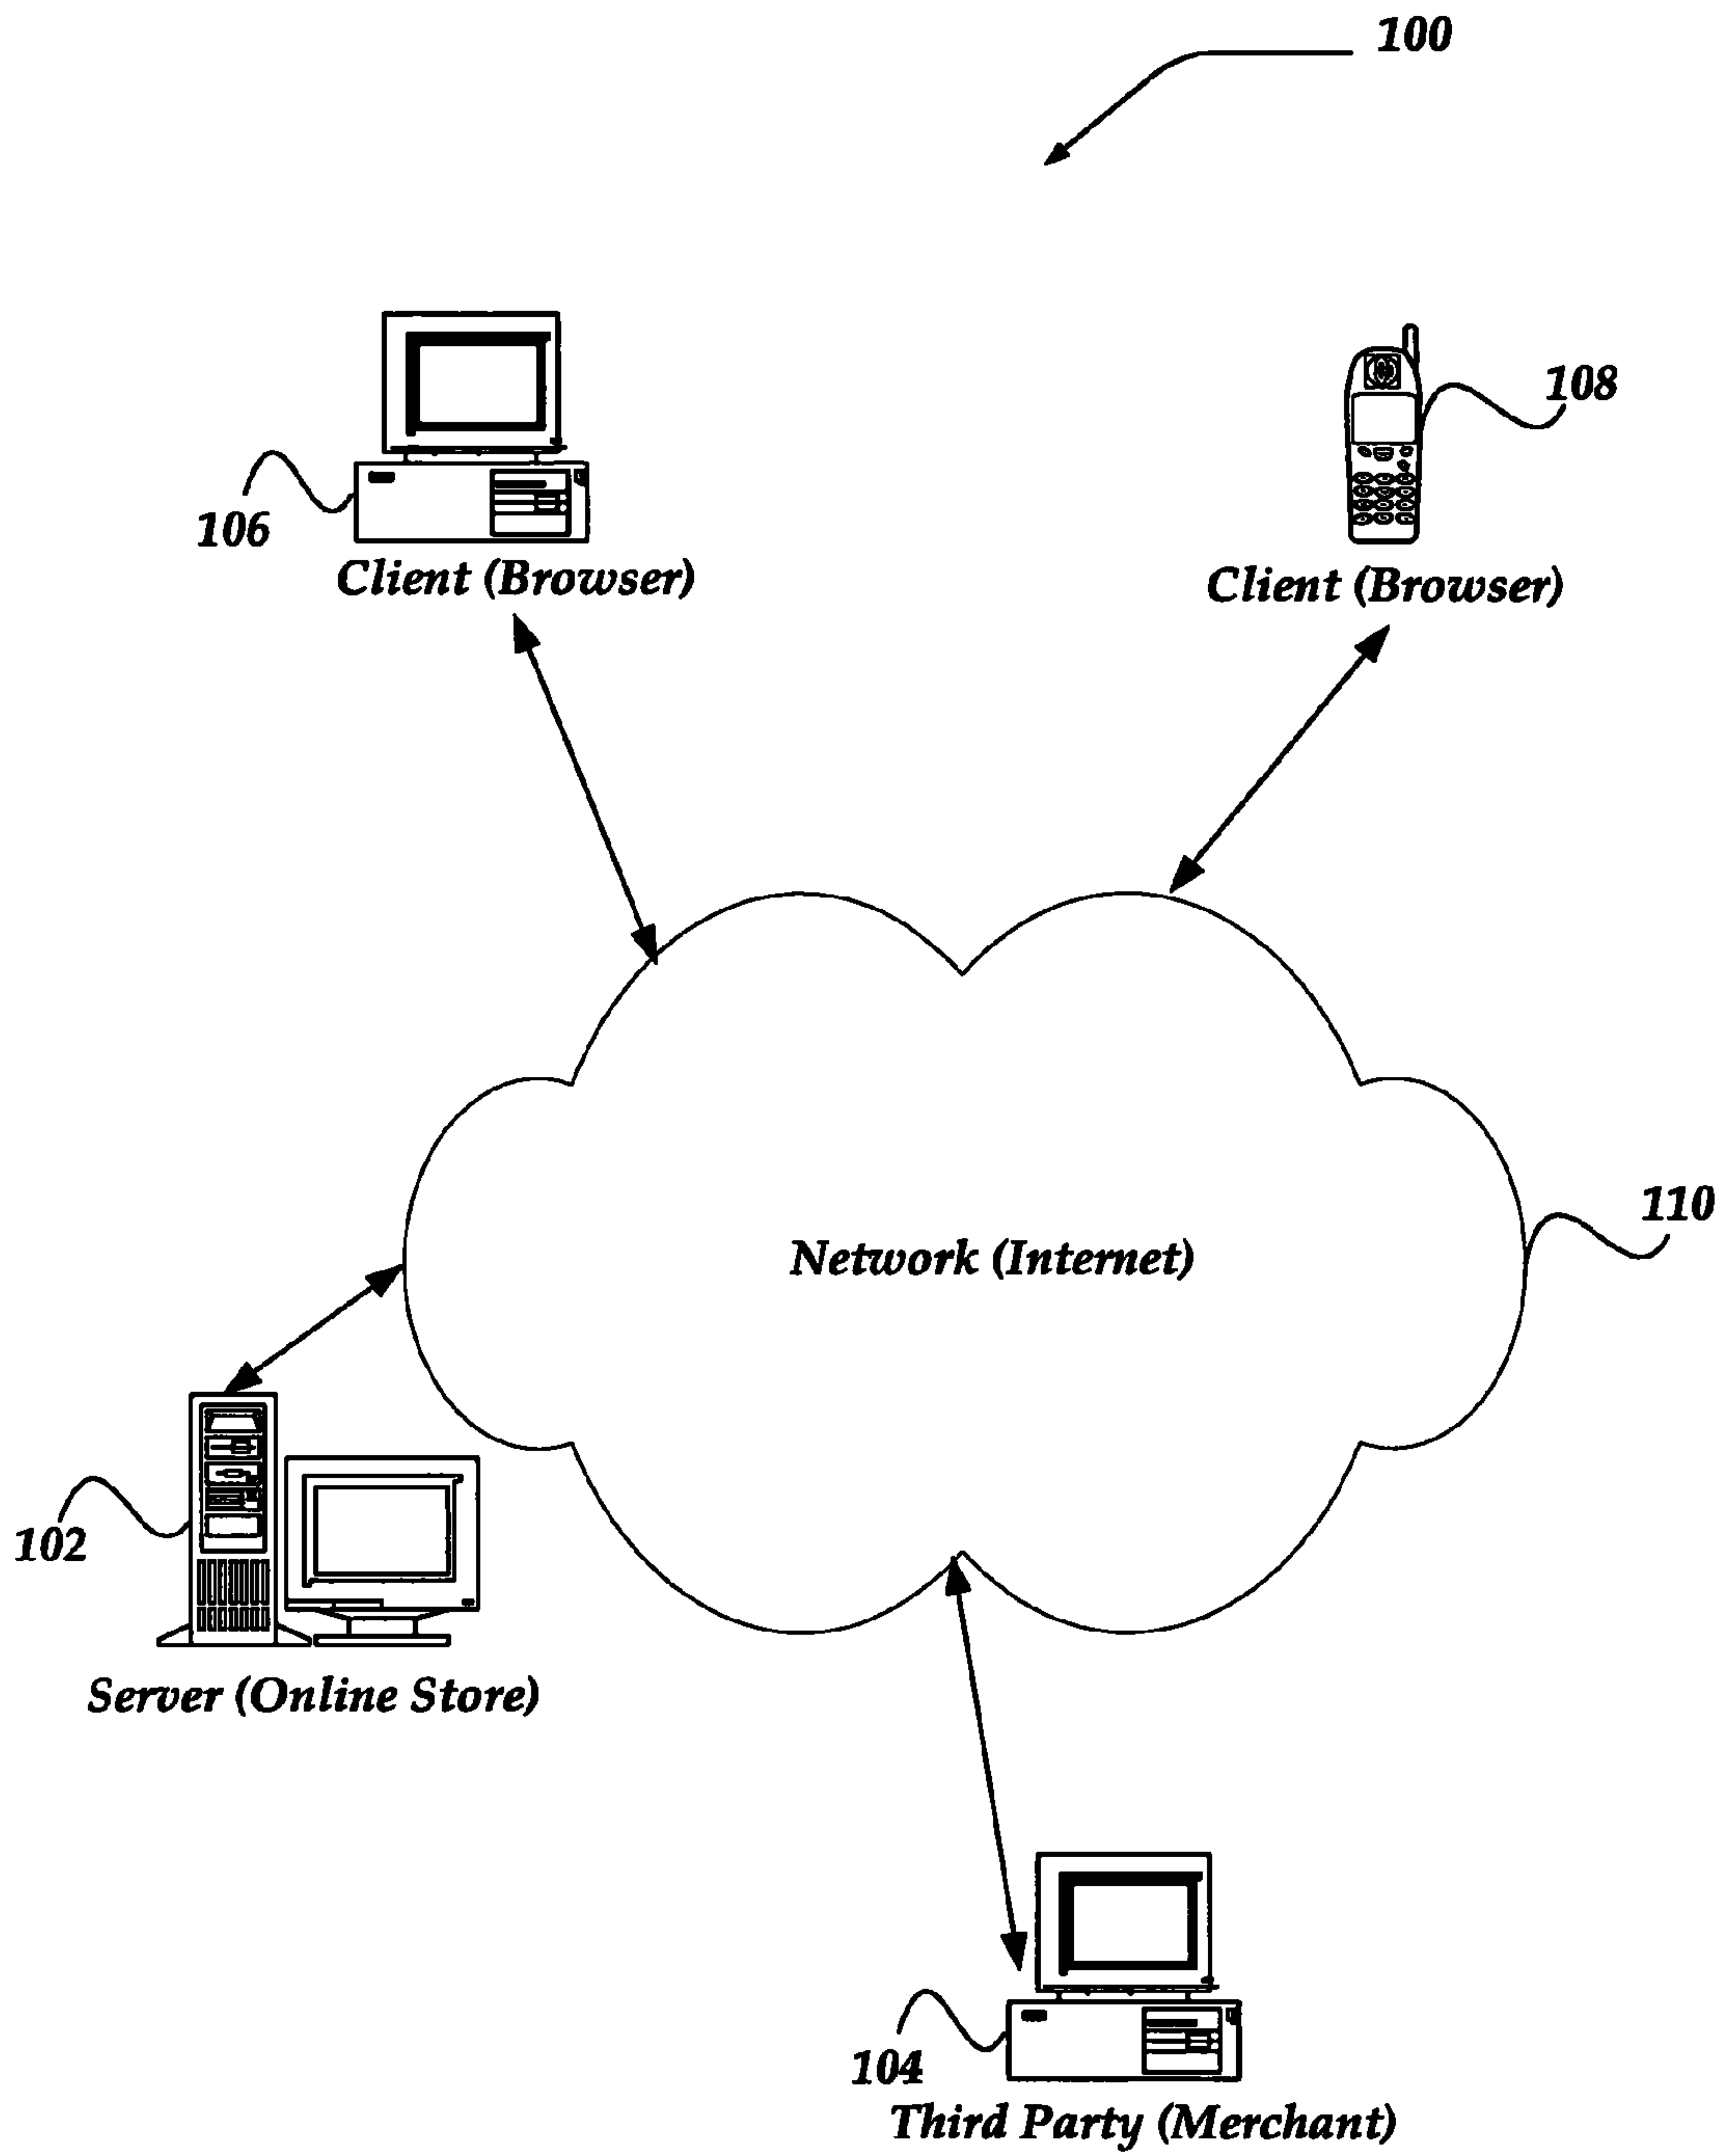 100
108
106
Client (Browser)
Client (Browser)
110
Network (Internet)
102
Server (Online Store)
104
Third Party (Merchant)